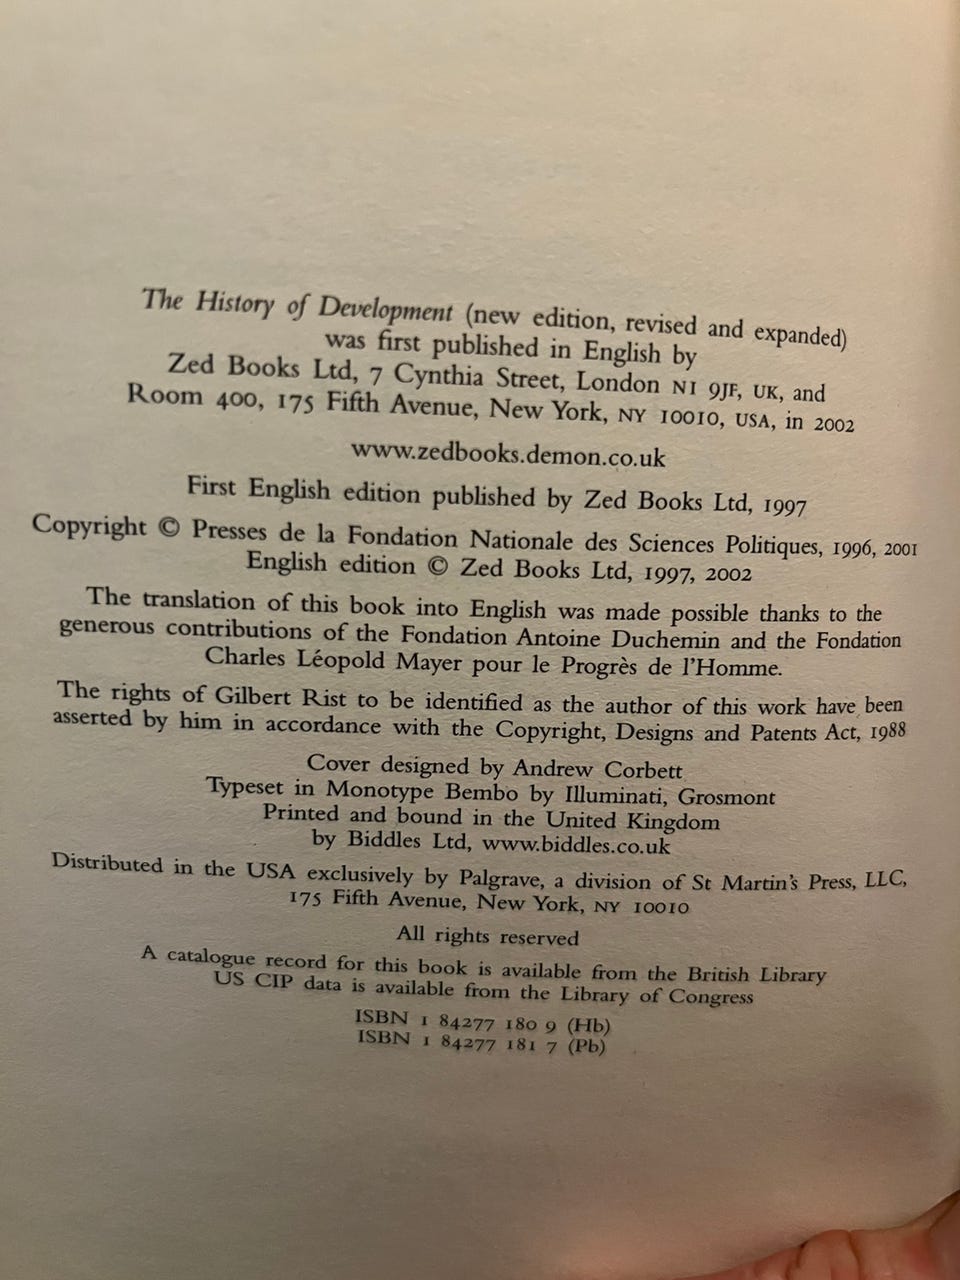 The History of Development (new edition, revised and expanded)
was first published in English by
Zed Books Ltd, 7 Cynthia Street, London N1 9JF, UK, and
Room 400, 175 Fifth Avenue, New York, NY 10010, USA, in 2002
www.zedbooks.demon.co.uk
First English edition published by Zed Books Ltd, 1997
Copyright © Presses de la Fondation Nationale des Sciences Politiques, 1996, 2001
English edition © Zed Books Ltd, 1997, 2002
The translation of this book into English was made possible thanks to the
generous contributions of the Fondation Antoine Duchemin and the Fondation
Charles Léopold Mayer pour le Progrès de l'Homme.
The rights of Gilbert Rist to be identified as the author of this work have been
asserted by him in accordance with the Copyright, Designs and Patents Act, 1988
Cover designed by Andrew Corbett
Typeset in Monotype Bembo by Illuminati, Grosmont
Printed and bound in the United Kingdom
by Biddles Ltd, www.biddles.co.uk
Distributed in the USA exclusively by Palgrave, a division of St Martin's Press, LLC,
175 Fifth Avenue, New York, NY 10010
All rights reserved
A catalogue record for this book is available from the British Library
US CIP data is available from the Library of Congress
ISBN 1 84277 180 9 (Hb)
ISBN 1 84277 181 7 (Pb)